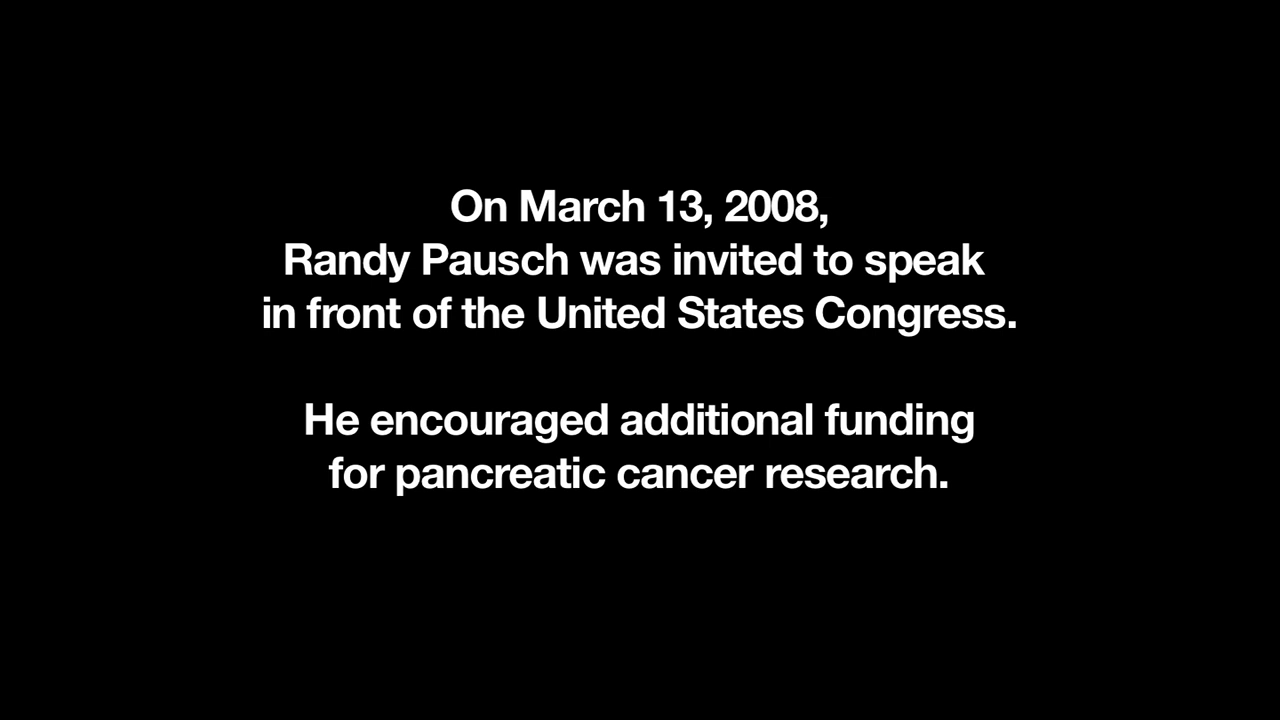 On March 13, 2008,
Randy Pausch was invited to speak
in front of the United States Congress.
He encouraged additional funding
for pancreatic cancer research.